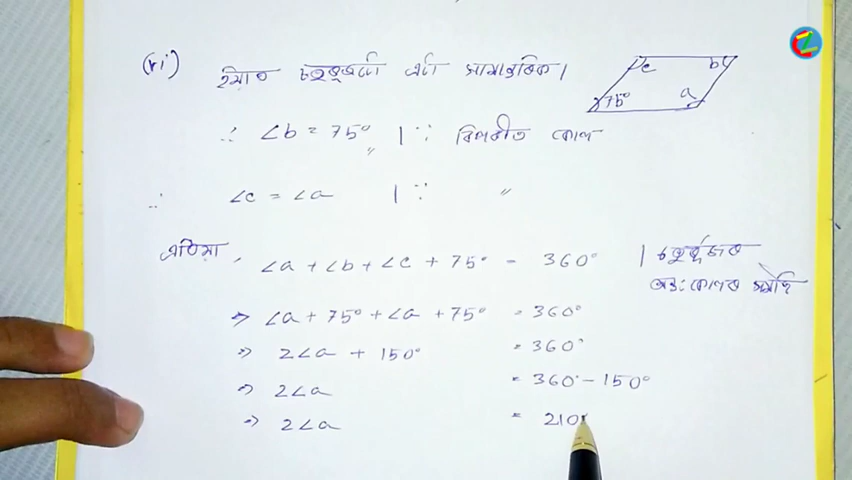 (vi) ইয়াত চতুৰ্ভুজটো এটা সামান্তৰিক।
c b
75° a
∴ ∠b = 75° | ∵ বিপৰীত কোণ
∴ ∠c = ∠a | ∵ "
এতিয়া, ∠a + ∠b + ∠c + 75° = 360° | চতুৰ্ভুজৰ
অন্তঃকোণৰ সমষ্টি
⇒ ∠a + 75° + ∠a + 75° = 360°
⇒ 2∠a + 150° = 360°
⇒ 2∠a = 360° - 150°
⇒ 2∠a = 210